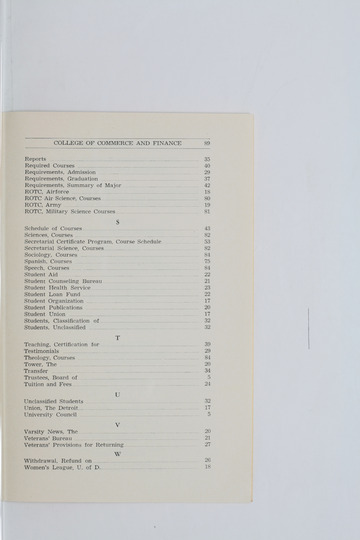 COLLEGE OF COMMERCE AND FINANCE 89
Reports 35
Required Courses 40
Requirements, Admission 29
Requirements, Graduation 37
Requirements, Summary of Major 42
ROTC, Airforce 18
ROTC Air Science, Courses 80
ROTC, Army 19
ROTC, Military Science Courses 81
S
Schedule of Courses 43
Sciences, Courses 82
Secretarial Certificate Program, Course Schedule 53
Secretarial Science, Courses 82
Sociology, Courses 84
Spanish, Courses 75
Speech, Courses 84
Student Aid 22
Student Counseling Bureau 21
Student Health Service 23
Student Loan Fund 22
Student Organization 17
Student Publications 20
Student Union 17
Students, Classification of 32
Students, Unclassified 32
T
Teaching, Certification for 39
Testimonials 29
Theology, Courses 84
Tower, The 20
Transfer 34
Trustees, Board of 5
Tuition and Fees 24
U
Unclassified Students 32
Union, The Detroit 17
University Council 5
V
Varsity News, The 20
Veterans' Bureau 21
Veterans' Provisions for Returning 27
W
Withdrawal, Refund on 26
Women's League, U. of D. 18